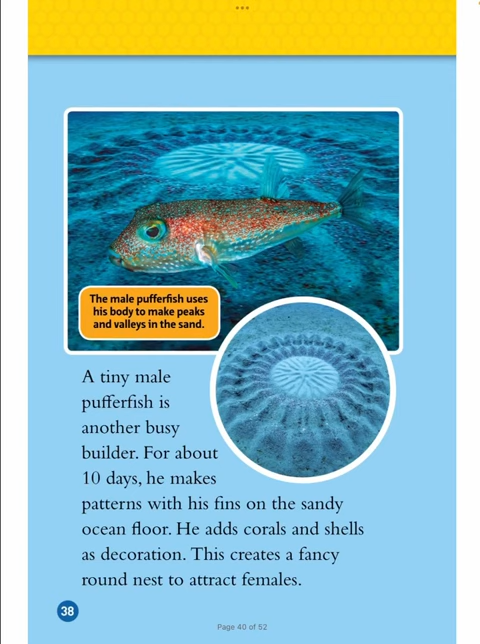 The male pufferfish uses
his body to make peaks
and valleys in the sand.
A tiny male
pufferfish is
another busy
builder. For about
10 days, he makes
patterns with his fins on the sandy
ocean floor. He adds corals and shells
as decoration. This creates a fancy
round nest to attract females.
38
Page 40 of 52